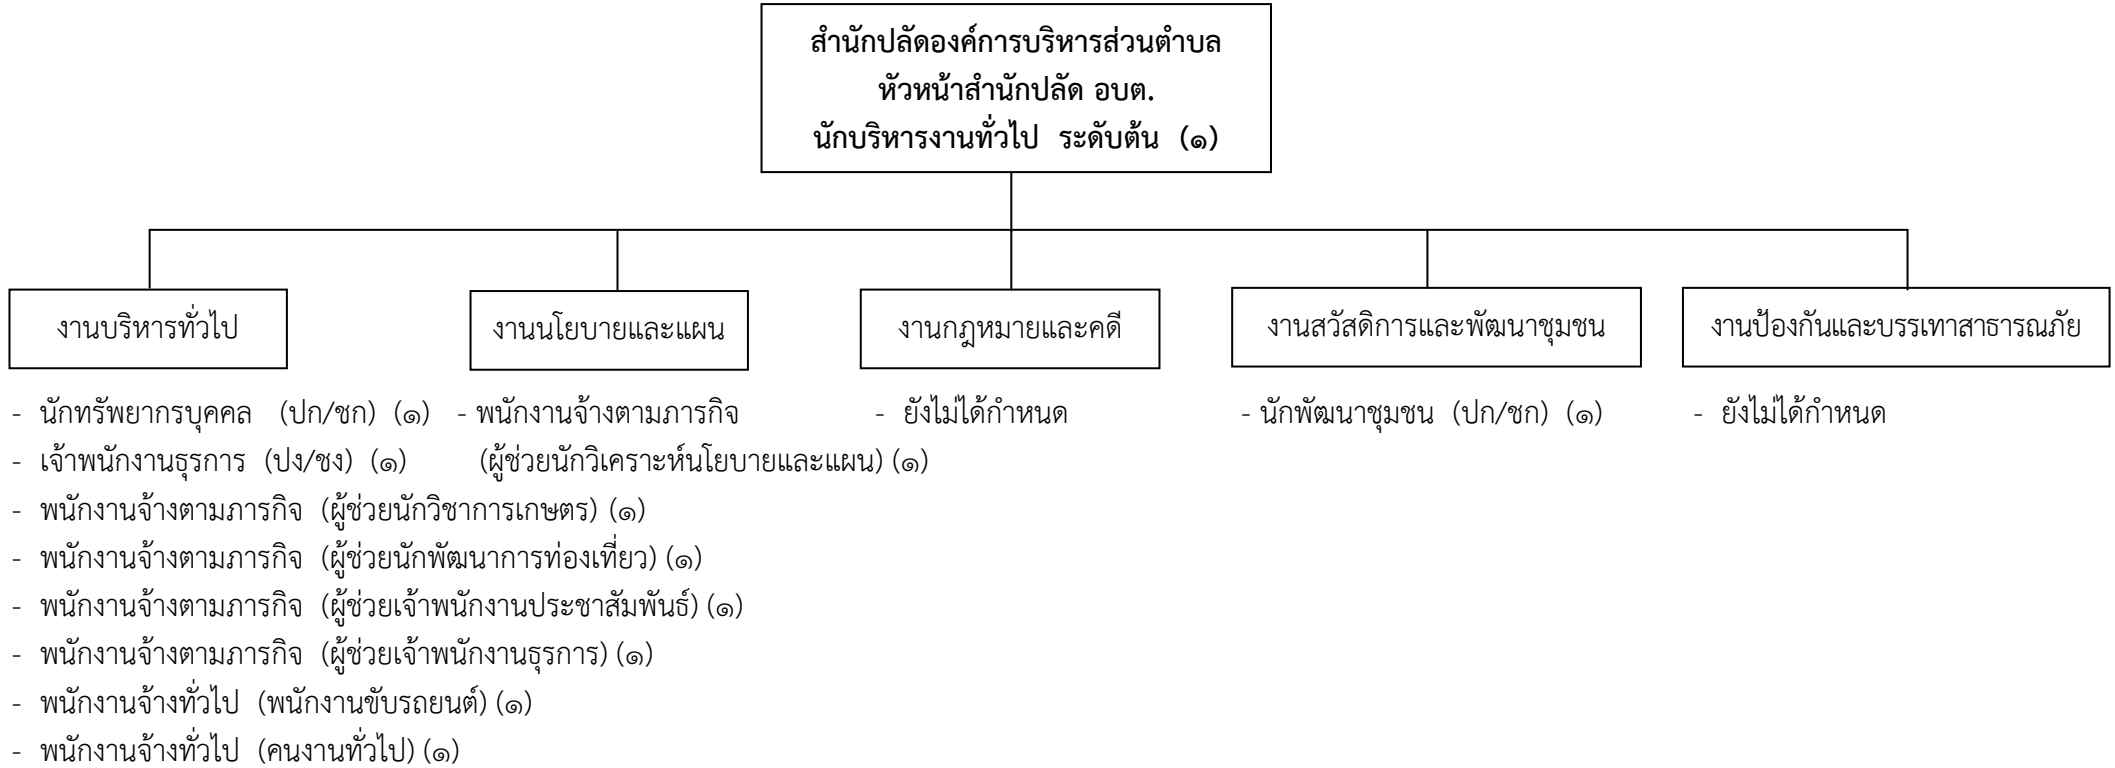 สำนักปลัดองค์การบริหารส่วนตำบล
หัวหน้าสำนักปลัด อบต.
นักบริหารงานทั่วไป ระดับต้น (๑)
งานบริหารทั่วไป
งานนโยบายและแผน
งานกฎหมายและคดี
งานสวัสดิการและพัฒนาชุมชน
งานป้องกันและบรรเทาสาธารณภัย
- นักทรัพยากรบุคคล (ปก/ชก) (๑)
- เจ้าพนักงานธุรการ (ปง/ชง) (๑)
- พนักงานจ้างตามภารกิจ (ผู้ช่วยนักวิชาการเกษตร) (๑)
- พนักงานจ้างตามภารกิจ (ผู้ช่วยนักพัฒนาการท่องเที่ยว) (๑)
- พนักงานจ้างตามภารกิจ (ผู้ช่วยเจ้าพนักงานประชาสัมพันธ์) (๑)
- พนักงานจ้างตามภารกิจ (ผู้ช่วยเจ้าพนักงานธุรการ) (๑)
- พนักงานจ้างทั่วไป (พนักงานขับรถยนต์) (๑)
- พนักงานจ้างทั่วไป (คนงานทั่วไป) (๑)
- พนักงานจ้างตามภารกิจ
(ผู้ช่วยนักวิเคราะห์นโยบายและแผน) (๑)
- ยังไม่ได้กำหนด
- นักพัฒนาชุมชน (ปก/ชก) (๑)
- ยังไม่ได้กำหนด